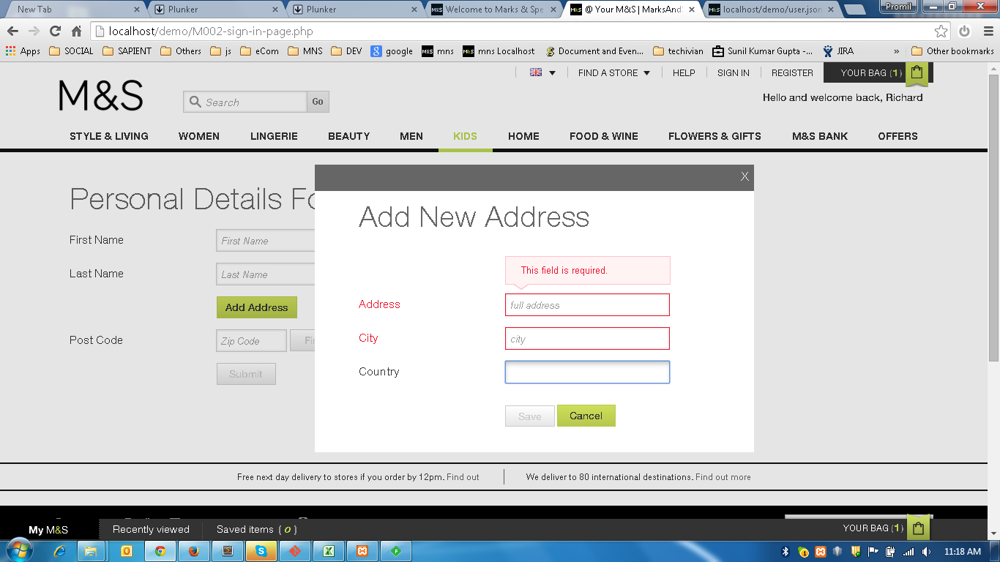 New Tab
Plunker
Plunker
M&S Welcome to Marks & Spe
M&S @ Your M&S | MarksAnd
M&S localhost/demo/user.json
Promil
localhost/demo/M002-sign-in-page.php
Apps SOCIAL SAPIENT Others js eCom MNS DEV google mns mns Localhost Document and Even... techivian Sunil Kumar Gupta -... JIRA » Other bookmarks
FIND A STORE HELP SIGN IN REGISTER YOUR BAG (1)
M&S
Search Go
Hello and welcome back, Richard
STYLE & LIVING WOMEN LINGERIE BEAUTY MEN KIDS HOME FOOD & WINE FLOWERS & GIFTS M&S BANK OFFERS
Personal Details Fo
First Name First Name
Last Name Last Name
Add Address
Post Code Zip Code Fi
Submit
X
Add New Address
This field is required.
Address full address
City city
Country
Save Cancel
Free next day delivery to stores if you order by 12pm. Find out
We deliver to 80 international destinations. Find out more
My M&S Recently viewed Saved items ( 0 ) YOUR BAG (1)
11:18 AM